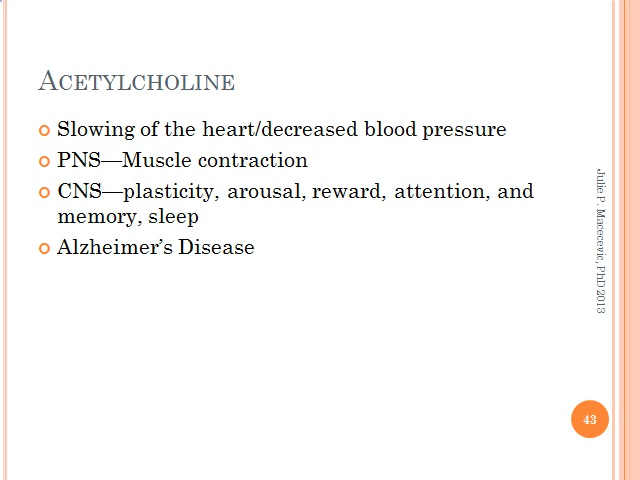 ACETYLCHOLINE
Slowing of the heart/decreased blood pressure
PNS—Muscle contraction
CNS—plasticity, arousal, reward, attention, and
memory, sleep
Alzheimer's Disease
Julie P. Macecevic, PhD 2013
43